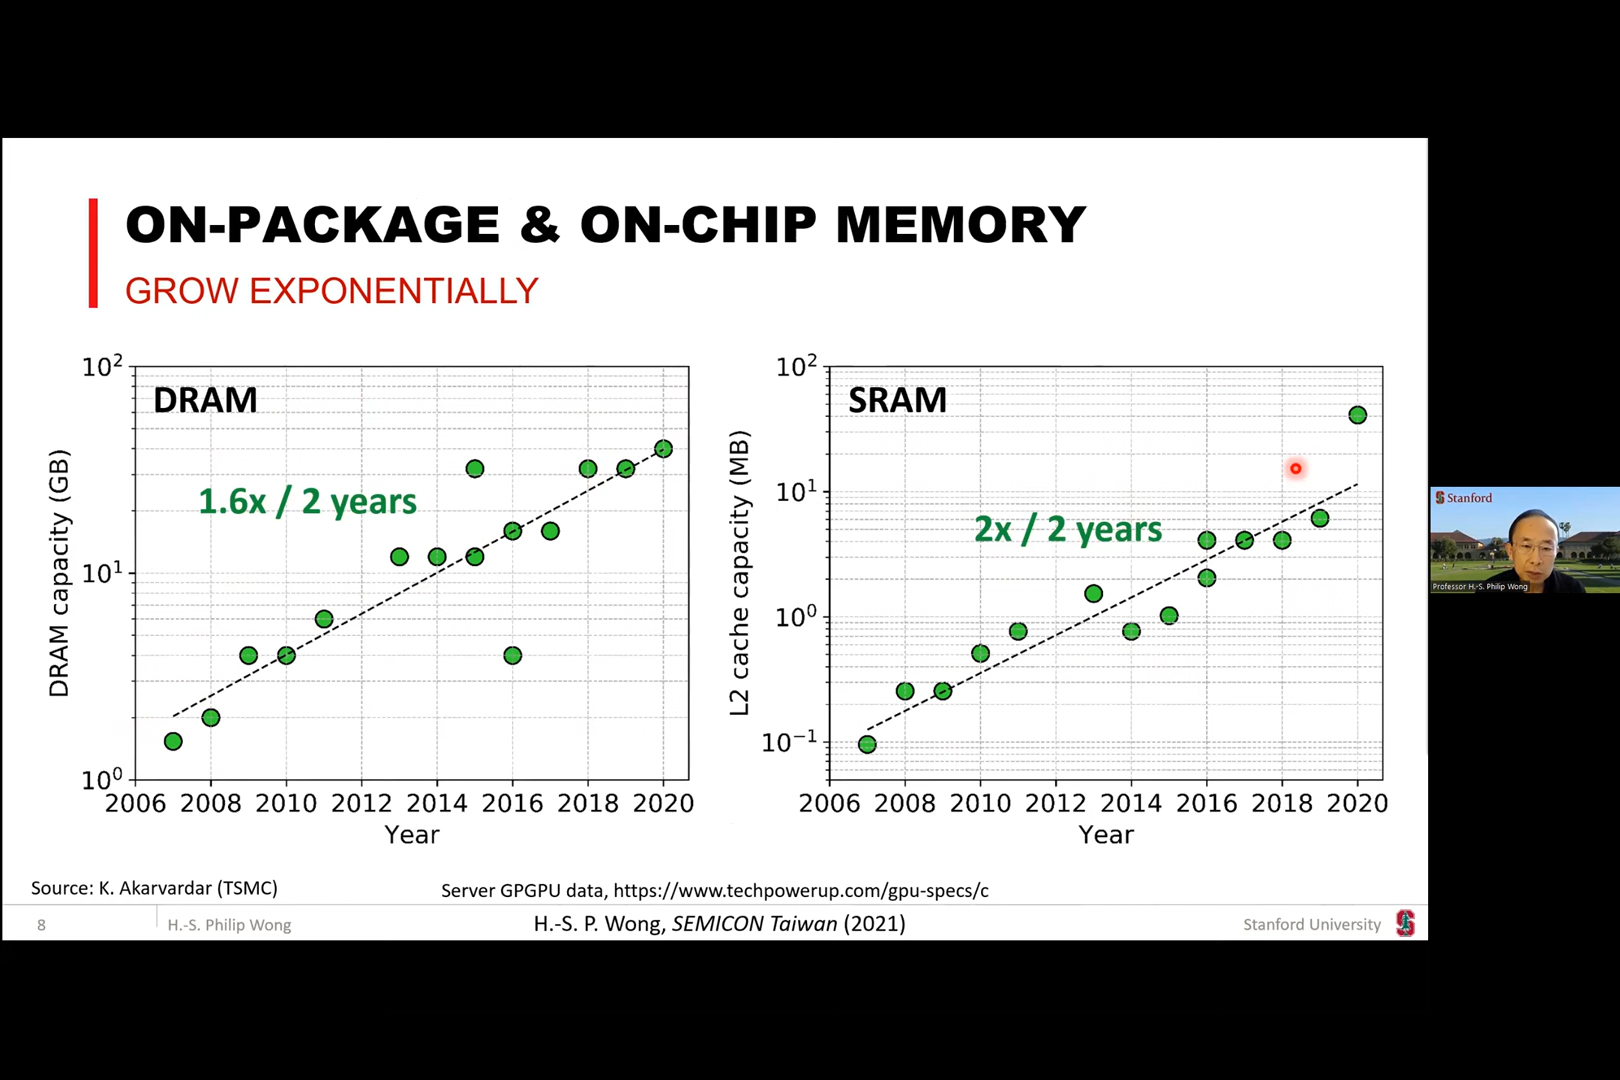 ON-PACKAGE & ON-CHIP MEMORY
GROW EXPONENTIALLY
DRAM
1.6x / 2 years
DRAM capacity (GB)
10²
10¹
10⁰
2006 2008 2010 2012 2014 2016 2018 2020
Year
SRAM
2x / 2 years
L2 cache capacity (MB)
10²
10¹
10⁰
10⁻¹
2006 2008 2010 2012 2014 2016 2018 2020
Year
Stanford
Professor H.-S. Philip Wong
Source: K. Akarvardar (TSMC)
Server GPGPU data, https://www.techpowerup.com/gpu-specs/c
8
H.-S. Philip Wong
H.-S. P. Wong, SEMICON Taiwan (2021)
Stanford University
S